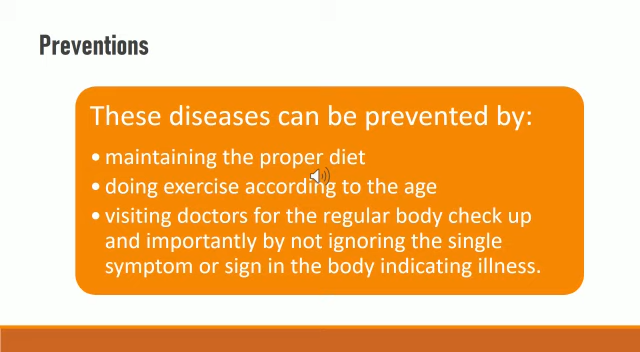 Preventions
These diseases can be prevented by:
• maintaining the proper diet
• doing exercise according to the age
• visiting doctors for the regular body check up
and importantly by not ignoring the single
symptom or sign in the body indicating illness.